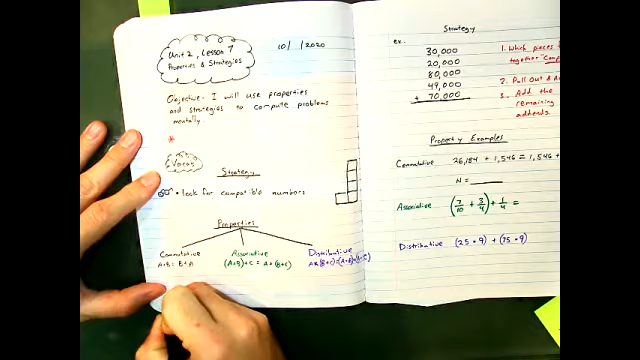 Unit 2, Lesson 7
Properties & Strategies
10/ /2020
Objective - I will use properties
and strategies to compute problems
mentally
*
Vocab
Strategy
• look for compatible numbers
Properties
Commutative
A+B = B+A
Associative
(A+B)+C = A+(B+C)
Distributive
Strategy
ex.
30,000
20,000
80,000
49,000
+ 70,000
1. Which pieces
together
2. Pull Out &
3. Add the
remaining
addends.
Property Examples
Commutative 26,184 + 1,546 = 1,546 +
N = ____
Associative (7/10 + 3/4) + 1/4 =
Distributive (25 • 9) + (75 • 9)